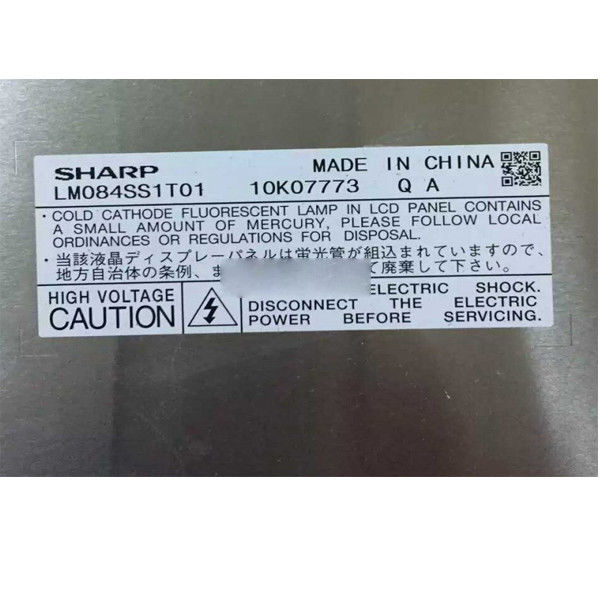 SHARP MADE IN CHINA
LM084SS1T01 10K07773 Q A
・COLD CATHODE FLUORESCENT LAMP IN LCD PANEL CONTAINS
A SMALL AMOUNT OF MERCURY, PLEASE FOLLOW LOCAL
ORDINANCES OR REGULATIONS FOR DISPOSAL.
・当該液晶ディスプレーパネルは蛍光管が組込まれていますので、
地方自治体の条例、ま て廃棄して下さい。
HIGH VOLTAGE
CAUTION
ELECTRIC SHOCK.
DISCONNECT THE ELECTRIC
POWER BEFORE SERVICING.